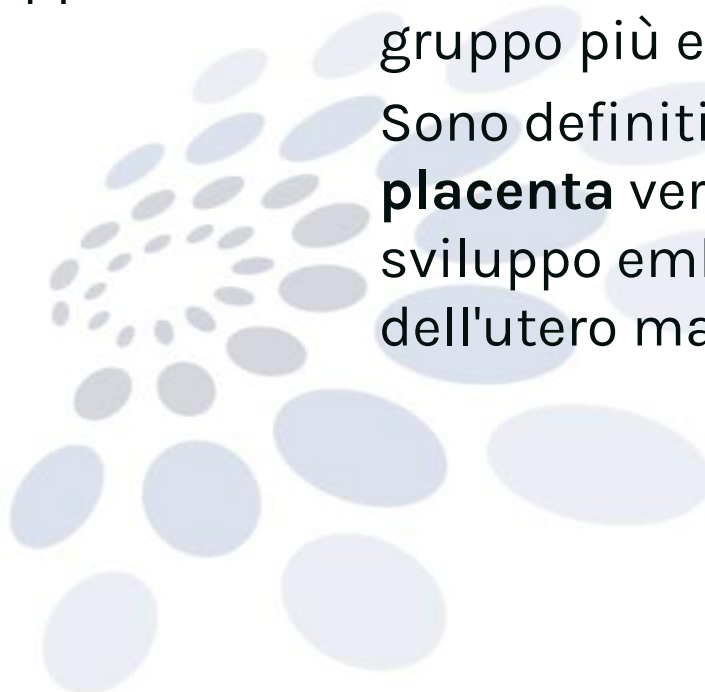 gruppo più e
Sono definiti
placenta ver
sviluppo em
dell'utero ma